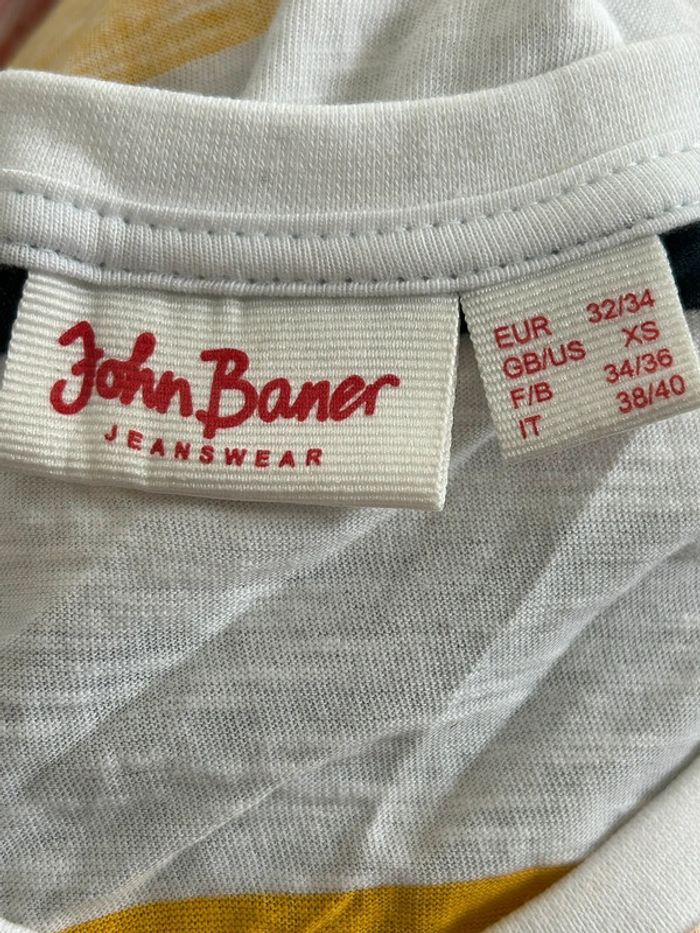 John Baner
JEANSWEAR
EUR 32/34
GB/US XS
F/B 34/36
IT 38/40